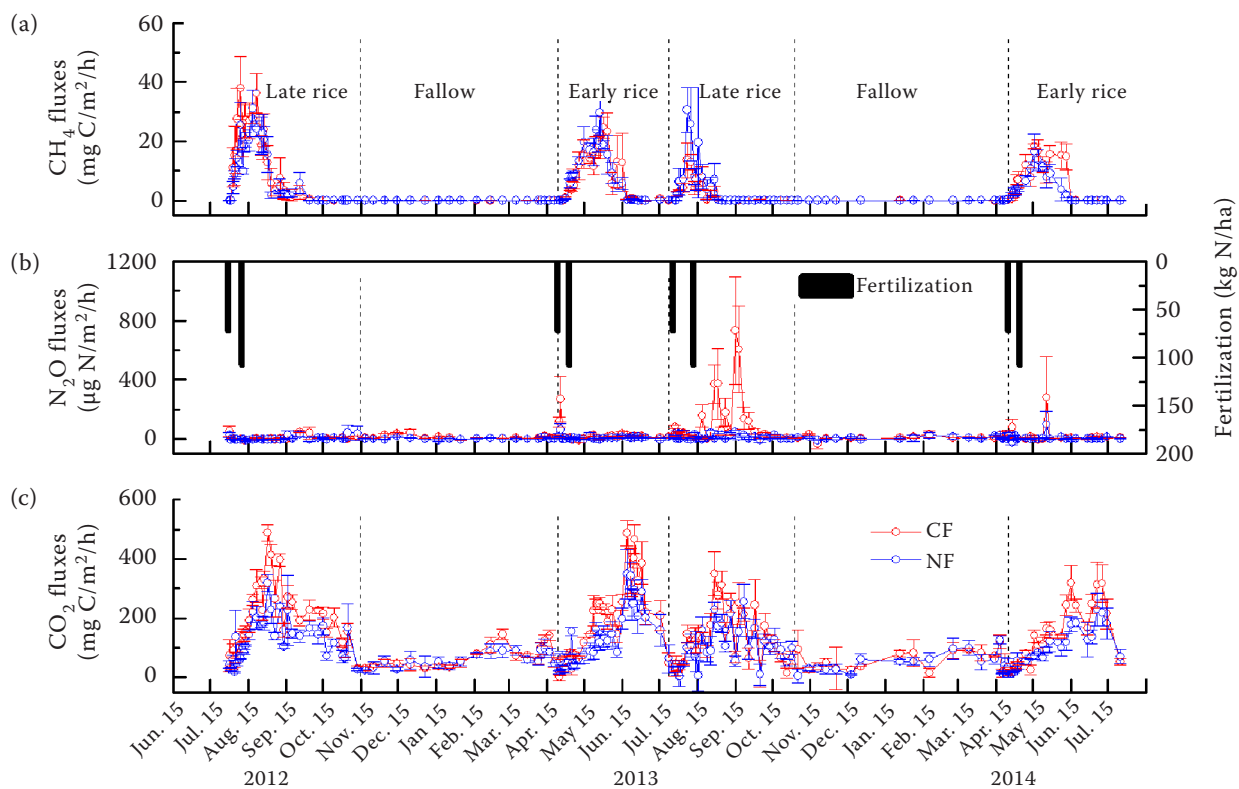 (a)
CH4 fluxes
(mg C/m²/h)
60
40
20
0
Late rice
Fallow
Early rice
Late rice
Fallow
Early rice
(b)
N2O fluxes
(µg N/m²/h)
1200
800
400
0
Fertilization
0
50
100
150
200
Fertilization (kg N/ha)
(c)
CO2 fluxes
(mg C/m²/h)
600
400
200
0
CF
NF
Jun. 15
Jul. 15
Aug. 15
Sep. 15
Oct. 15
Nov. 15
Dec. 15
Jan. 15
Feb. 15
Mar. 15
Apr. 15
May 15
Jun. 15
Jul. 15
Aug. 15
Sep. 15
Oct. 15
Nov. 15
Dec. 15
Jan. 15
Feb. 15
Mar. 15
Apr. 15
May 15
Jun. 15
Jul. 15
2012
2013
2014